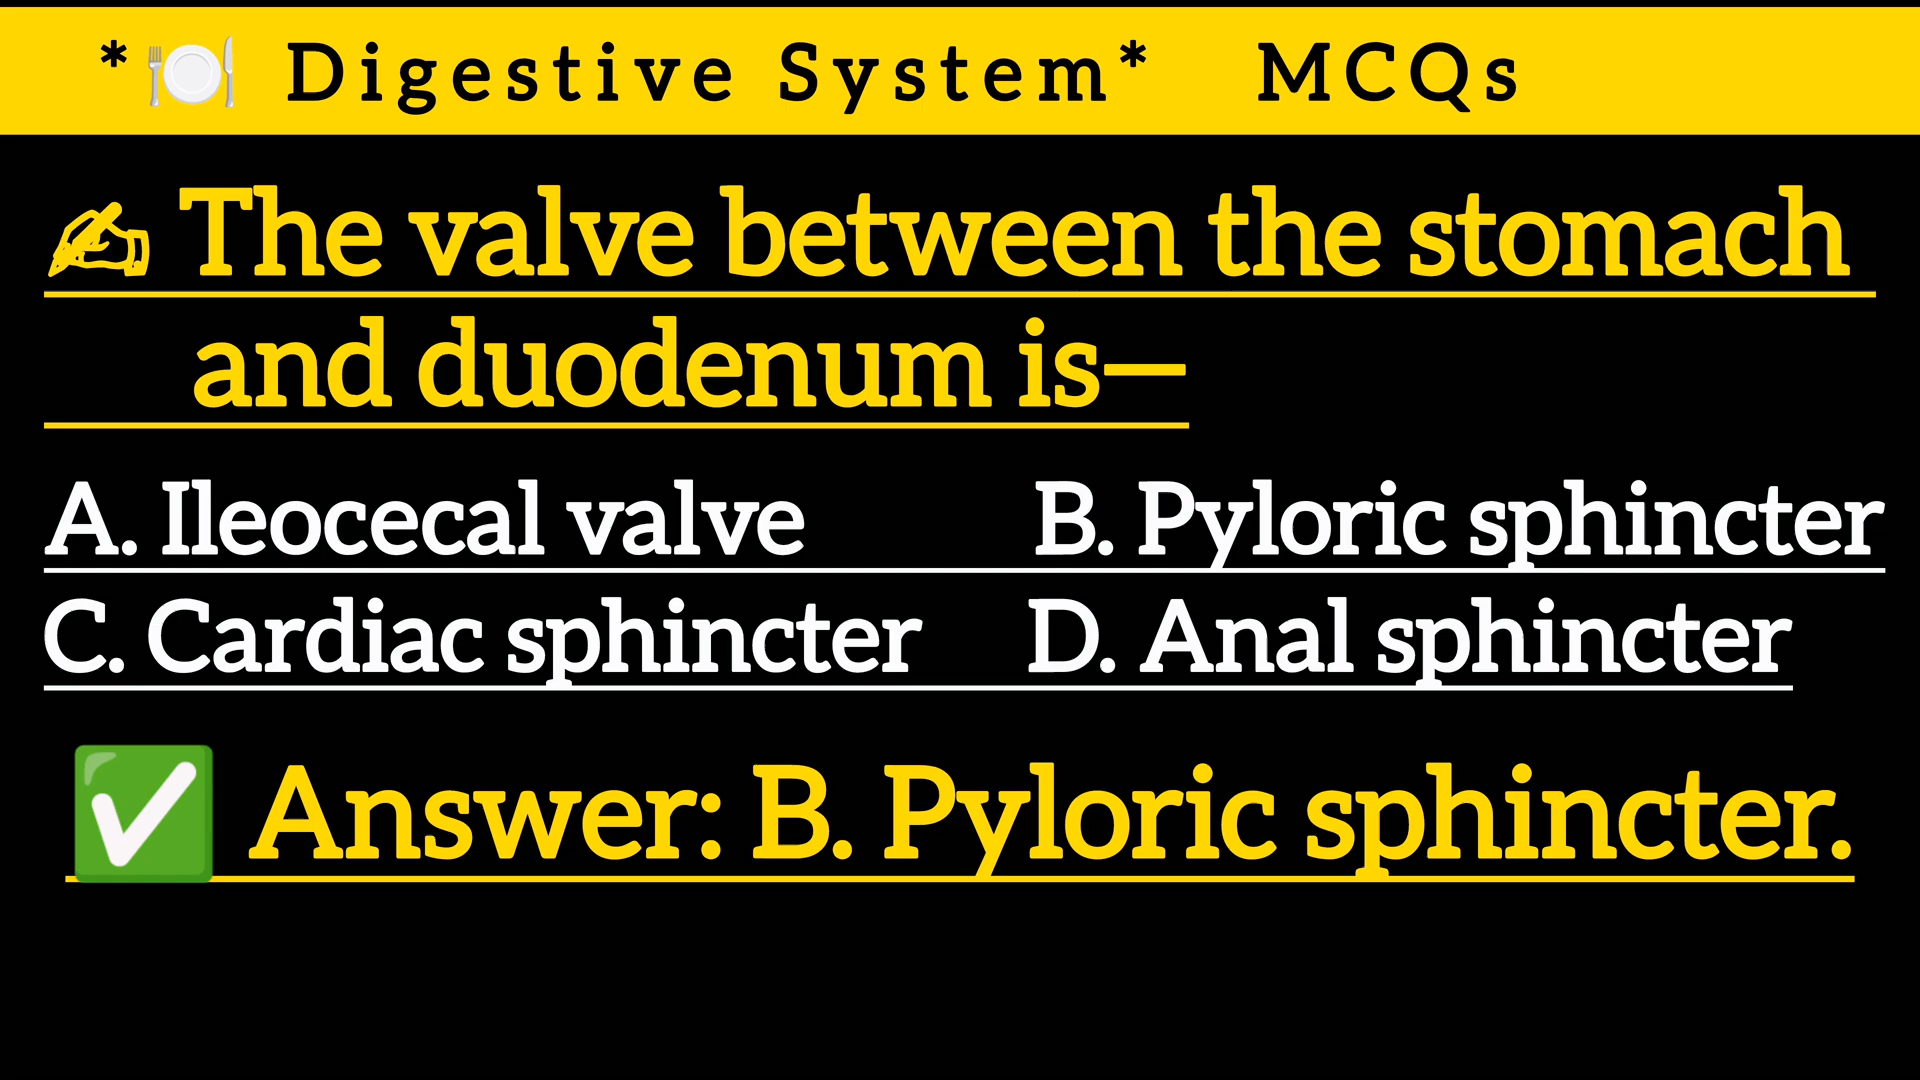 *🍽️ Digestive System* MCQs
✍ The valve between the stomach
and duodenum is—
A. Ileocecal valve B. Pyloric sphincter
C. Cardiac sphincter D. Anal sphincter
✅ Answer: B. Pyloric sphincter.